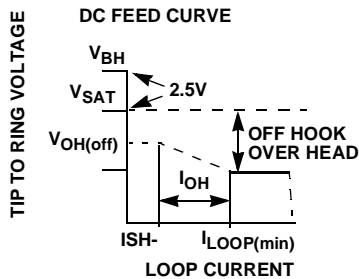 DC FEED CURVE
TIP TO RING VOLTAGE
VBH
2.5V
VSAT
VOH(off)
OFF HOOK
OVER HEAD
IOH
ISH-
ILOOP(min)
LOOP CURRENT